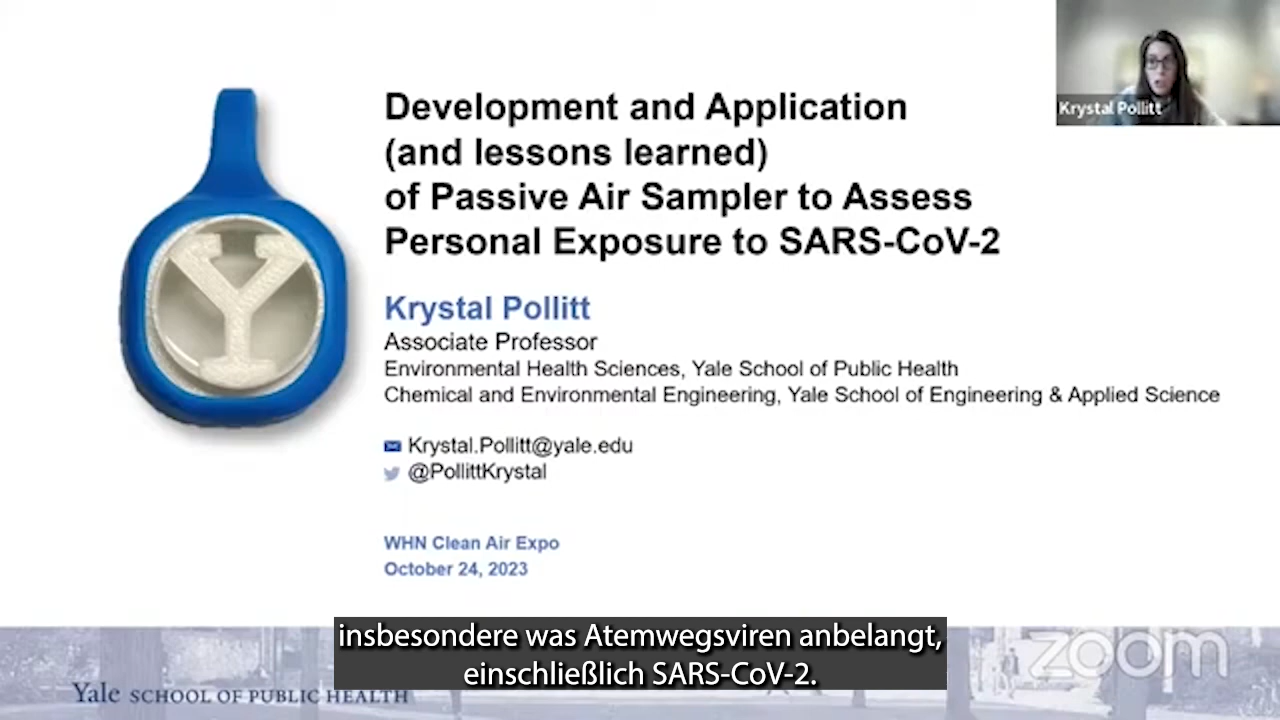 Development and Application
(and lessons learned)
of Passive Air Sampler to Assess
Personal Exposure to SARS-CoV-2
Krystal Pollitt
Krystal Pollitt
Associate Professor
Environmental Health Sciences, Yale School of Public Health
Chemical and Environmental Engineering, Yale School of Engineering & Applied Science
Krystal.Pollitt@yale.edu
@PollittKrystal
WHN Clean Air Expo
October 24, 2023
Y
insbesondere was Atemwegsviren anbelangt,
einschließlich SARS-CoV-2.
zoom
Yale SCHOOL OF PUBLIC HEALTH